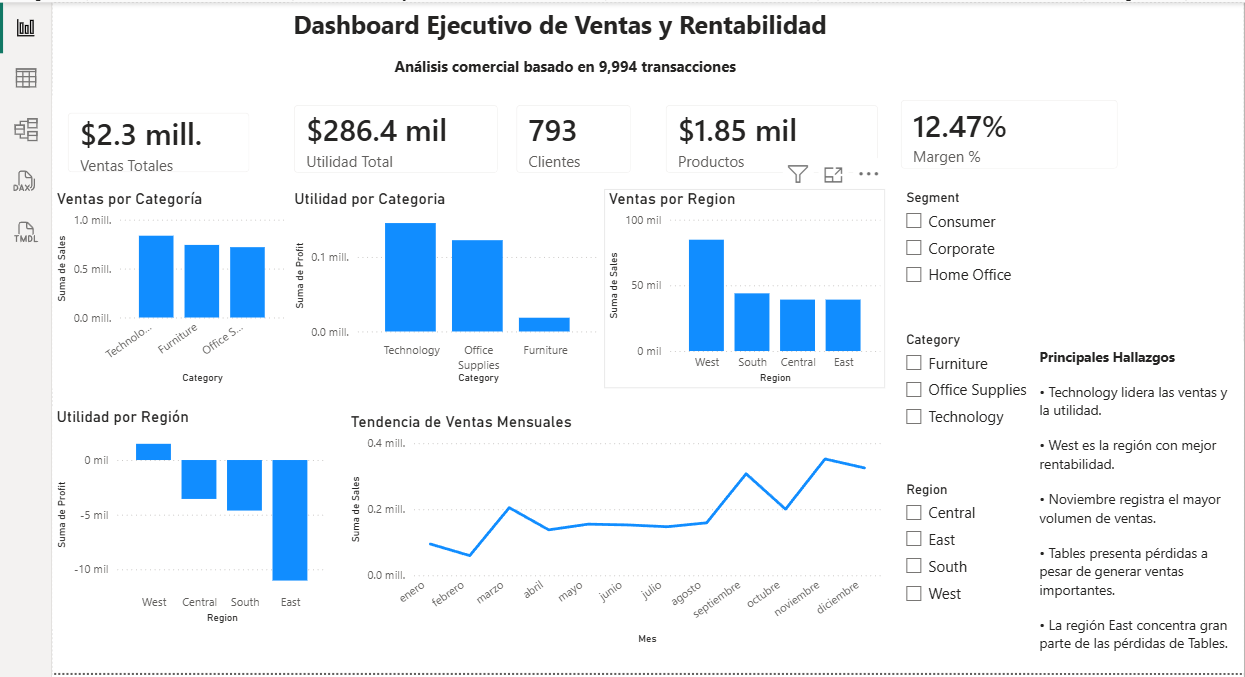 Dashboard Ejecutivo de Ventas y Rentabilidad
Análisis comercial basado en 9,994 transacciones
DAX
TMDL
$2.3 mill.
Ventas Totales
$286.4 mil
Utilidad Total
793
Clientes
$1.85 mil
Productos
12.47%
Margen %
Ventas por Categoría
Suma de Sales
1.0 mill.
0.5 mill.
0.0 mill.
Technolo...
Furniture
Office S...
Category
Utilidad por Categoria
Suma de Profit
0.1 mill.
0.0 mill.
Technology
Office
Supplies
Furniture
Category
Ventas por Region
Suma de Sales
100 mil
50 mil
0 mil
West
South
Central
East
Region
Segment
Consumer
Corporate
Home Office
Category
Furniture
Office Supplies
Technology
Region
Central
East
South
West
Utilidad por Región
Suma de Profit
0 mil
-5 mil
-10 mil
West
Central
South
East
Region
Tendencia de Ventas Mensuales
Suma de Sales
0.4 mill.
0.2 mill.
0.0 mill.
enero
febrero
marzo
abril
mayo
junio
julio
agosto
septiembre
octubre
noviembre
diciembre
Mes
Principales Hallazgos
• Technology lidera las ventas y
la utilidad.
• West es la región con mejor
rentabilidad.
• Noviembre registra el mayor
volumen de ventas.
• Tables presenta pérdidas a
pesar de generar ventas
importantes.
• La región East concentra gran
parte de las pérdidas de Tables.